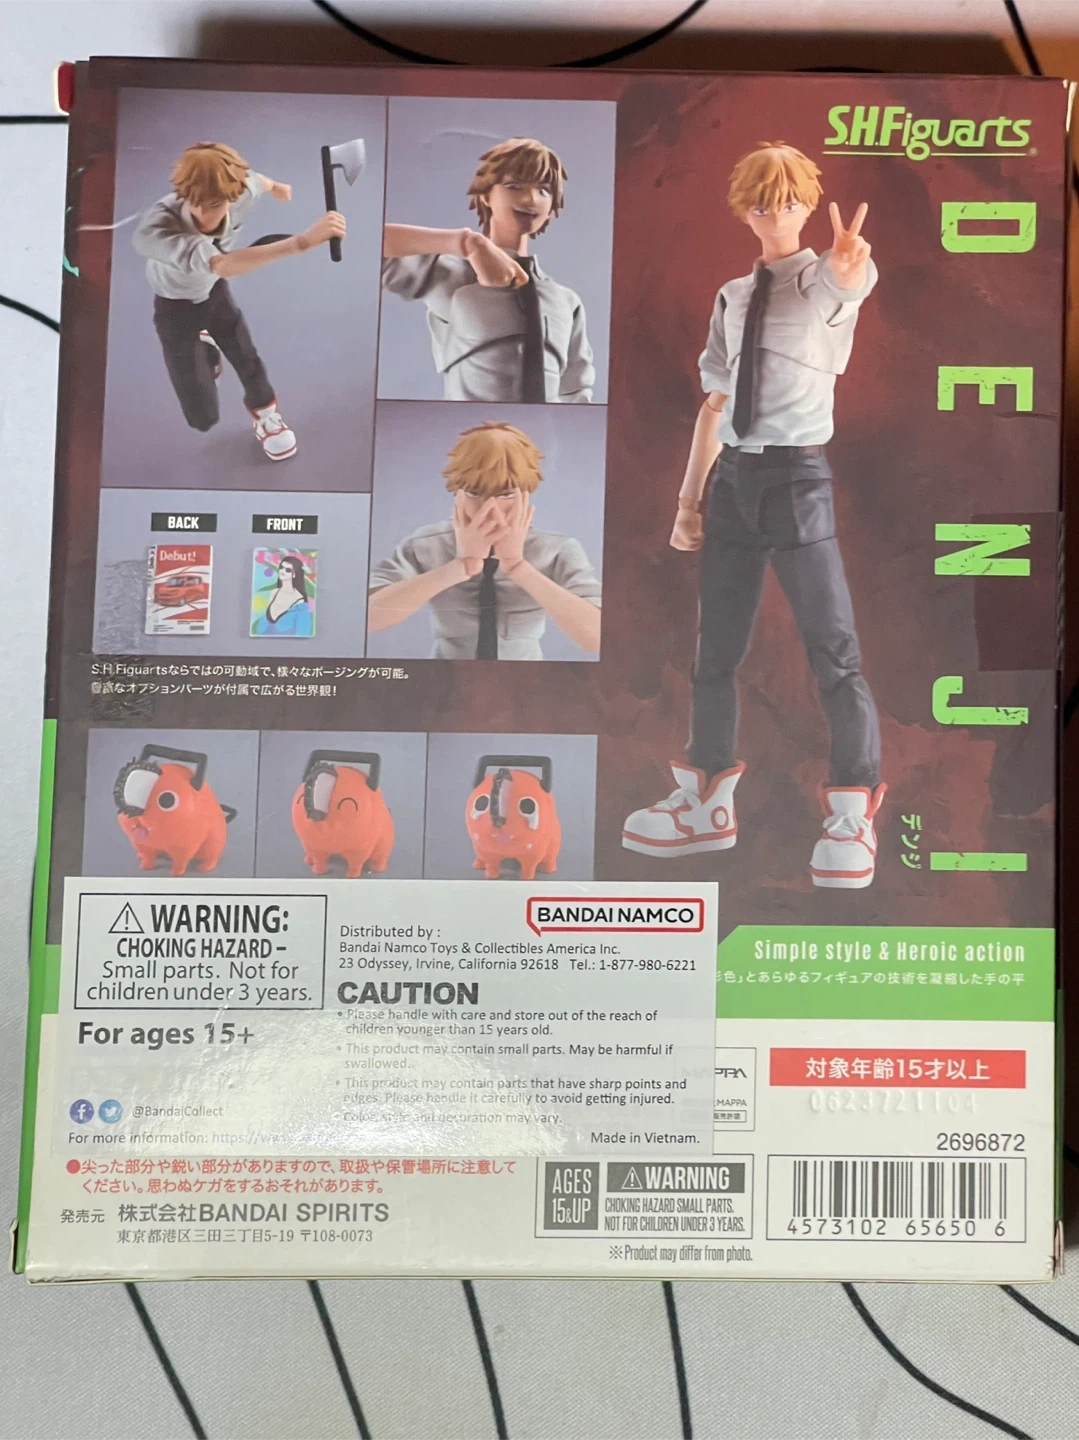 S.H.Figuarts
DENJI
デンジ
BACK
FRONT
Debut!
S.H.Figuartsならではの可動域で、様々なポージングが可能。
豊富なオプションパーツが付属で広がる世界観!
WARNING:
CHOKING HAZARD –
Small parts. Not for
children under 3 years.
For ages 15+
@BandaiCollect
For more information: https://www.
BANDAI NAMCO
Distributed by :
Bandai Namco Toys & Collectibles America Inc.
23 Odyssey, Irvine, California 92618 Tel.: 1-877-980-6221
CAUTION
• Please handle with care and store out of the reach of
children younger than 15 years old.
• This product may contain small parts. May be harmful if
swallowed.
• This product may contain parts that have sharp points and
edges. Please handle it carefully to avoid getting injured.
• Color, style and decoration may vary.
Made in Vietnam.
Simple style & Heroic action
色」とあらゆるフィギュアの技術を凝縮した手の平
MAPPA
対象年齢15才以上
0623721104
2696872
●尖った部分や鋭い部分がありますので、取扱や保管場所に注意して
ください。思わぬケガをするおそれがあります。
発売元 株式会社BANDAI SPIRITS
東京都港区三田三丁目5-19 〒108-0073
AGES
15&UP
WARNING
CHOKING HAZARD SMALL PARTS.
NOT FOR CHILDREN UNDER 3 YEARS.
※Product may differ from photo.
4573102 65650 6